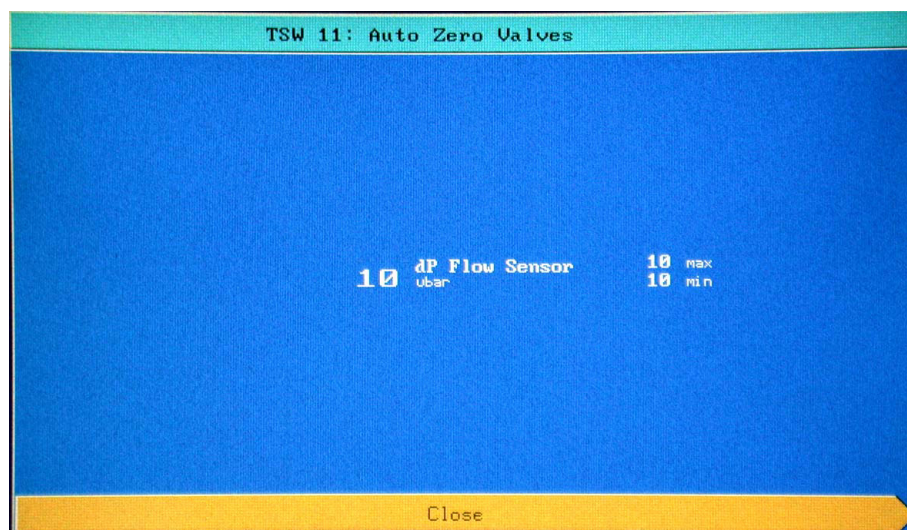 TSW 11: Auto Zero Valves
10 dP Flow Sensor 10 max
ubar 10 min
Close